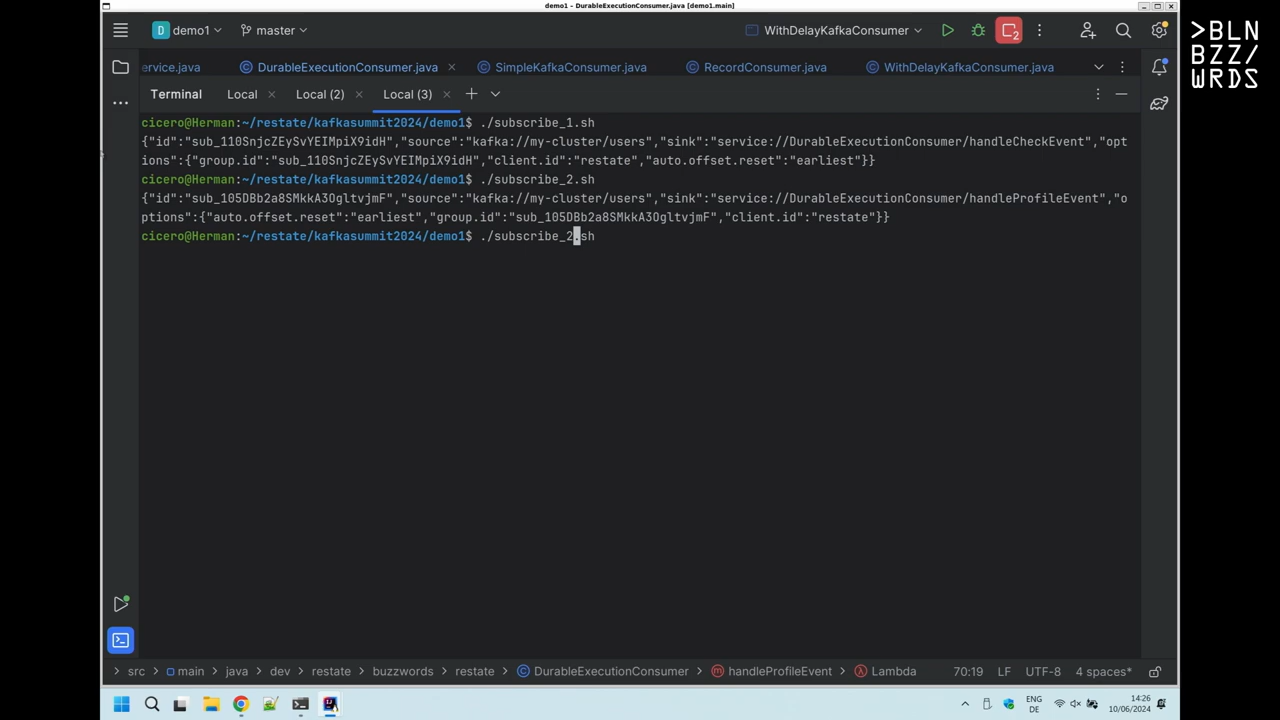 demo1 – DurableExecutionConsumer.java [demo1.main]
>BLN
BZZ/
WRDS
D demo1 master WithDelayKafkaConsumer 2
ervice.java DurableExecutionConsumer.java SimpleKafkaConsumer.java RecordConsumer.java WithDelayKafkaConsumer.java
Terminal Local Local (2) Local (3)
cicero@Herman:~/restate/kafkasummit2024/demo1$ ./subscribe_1.sh
{"id":"sub_110SnjcZEySvYEIMpiX9idH","source":"kafka://my-cluster/users","sink":"service://DurableExecutionConsumer/handleCheckEvent","opt
ions":{"group.id":"sub_110SnjcZEySvYEIMpiX9idH","client.id":"restate","auto.offset.reset":"earliest"}}
cicero@Herman:~/restate/kafkasummit2024/demo1$ ./subscribe_2.sh
{"id":"sub_105DBb2a8SMkkA3OgltvjmF","source":"kafka://my-cluster/users","sink":"service://DurableExecutionConsumer/handleProfileEvent","o
ptions":{"auto.offset.reset":"earliest","group.id":"sub_105DBb2a8SMkkA3OgltvjmF","client.id":"restate"}}
cicero@Herman:~/restate/kafkasummit2024/demo1$ ./subscribe_2.sh
src main java dev restate buzzwords restate DurableExecutionConsumer handleProfileEvent Lambda 70:19 LF UTF-8 4 spaces*
ENG 14:26
DE 10/06/2024